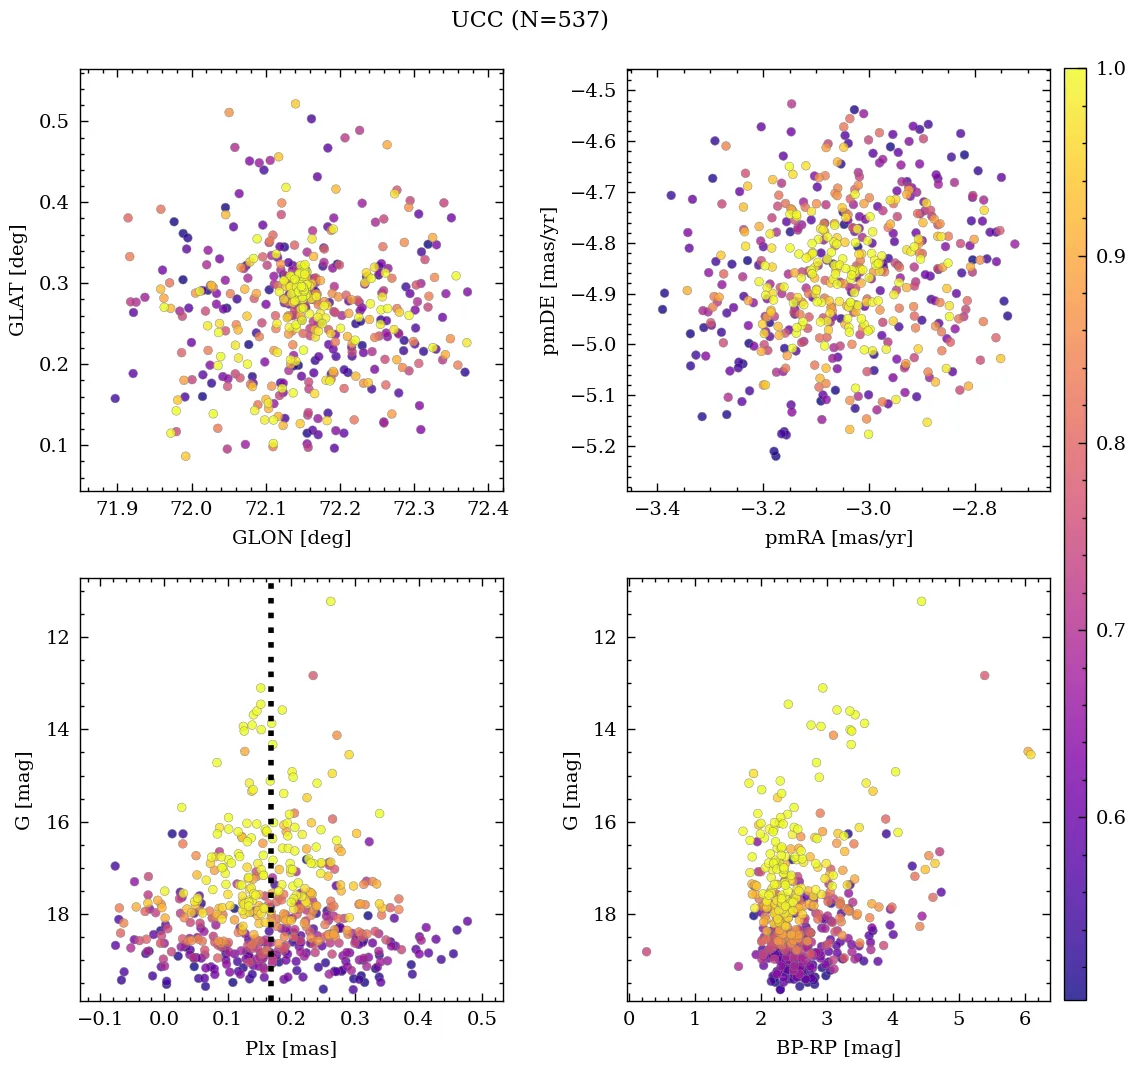 UCC (N=537)
0.5
0.4
0.3
0.2
0.1
GLAT [deg]
71.9 72.0 72.1 72.2 72.3 72.4
GLON [deg]
−4.5
−4.6
−4.7
−4.8
−4.9
−5.0
−5.1
−5.2
pmDE [mas/yr]
−3.4 −3.2 −3.0 −2.8
pmRA [mas/yr]
12
14
16
18
G [mag]
−0.1 0.0 0.1 0.2 0.3 0.4 0.5
Plx [mas]
12
14
16
18
G [mag]
0 1 2 3 4 5 6
BP-RP [mag]
1.0
0.9
0.8
0.7
0.6